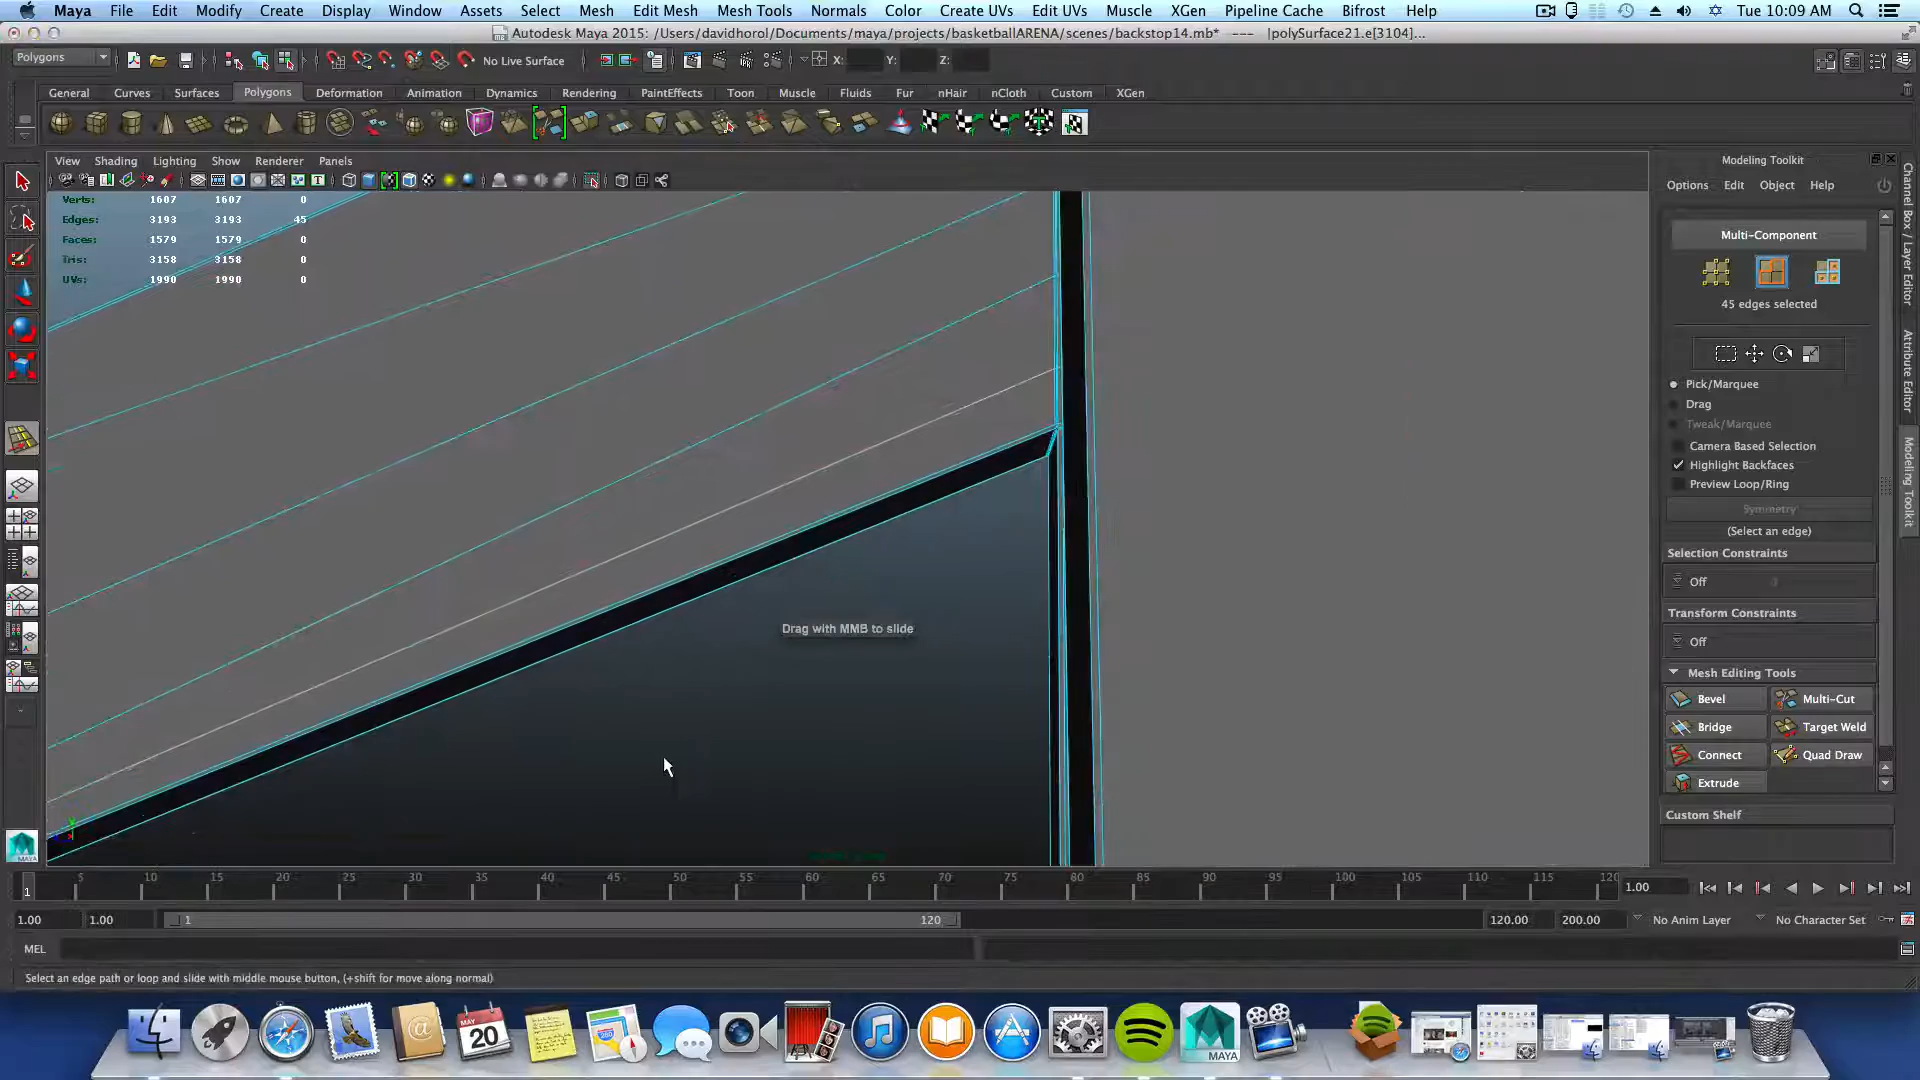 Maya File Edit Modify Create Display Window Assets Select Mesh Edit Mesh Mesh Tools Normals Color Create UVs Edit UVs Muscle XGen Pipeline Cache Bifrost Help Tue 10:09 AM
Autodesk Maya 2015: /Users/davidhorol/Documents/maya/projects/basketballARENA/scenes/backstop14.mb* --- |polySurface21.e[3104]...
Polygons No Live Surface X: Y: Z:
General Curves Surfaces Polygons Deformation Animation Dynamics Rendering PaintEffects Toon Muscle Fluids Fur nHair nCloth Custom XGen
View Shading Lighting Show Renderer Panels
Verts: 1607 1607 0
Edges: 3193 3193 45
Faces: 1579 1579 0
Tris: 3158 3158 0
UVs: 1990 1990 0
Drag with MMB to slide
Modeling Toolkit
Options Edit Object Help
Multi-Component
45 edges selected
Pick/Marquee
Drag
Tweak/Marquee
Camera Based Selection
Highlight Backfaces
Preview Loop/Ring
Symmetry
(Select an edge)
Selection Constraints
Off
Transform Constraints
Off
Mesh Editing Tools
Bevel Multi-Cut
Bridge Target Weld
Connect Quad Draw
Extrude
Custom Shelf
Channel Box / Layer Editor
Attribute Editor
Modeling Toolkit
MAYA
1 5 10 15 20 25 30 35 40 45 50 55 60 65 70 75 80 85 90 95 100 105 110 115 120 1.00
1.00 1.00 1 120 120.00 200.00 No Anim Layer No Character Set
MEL
Select an edge path or loop and slide with middle mouse button, (+shift for move along normal)
MAY
20
MAYA